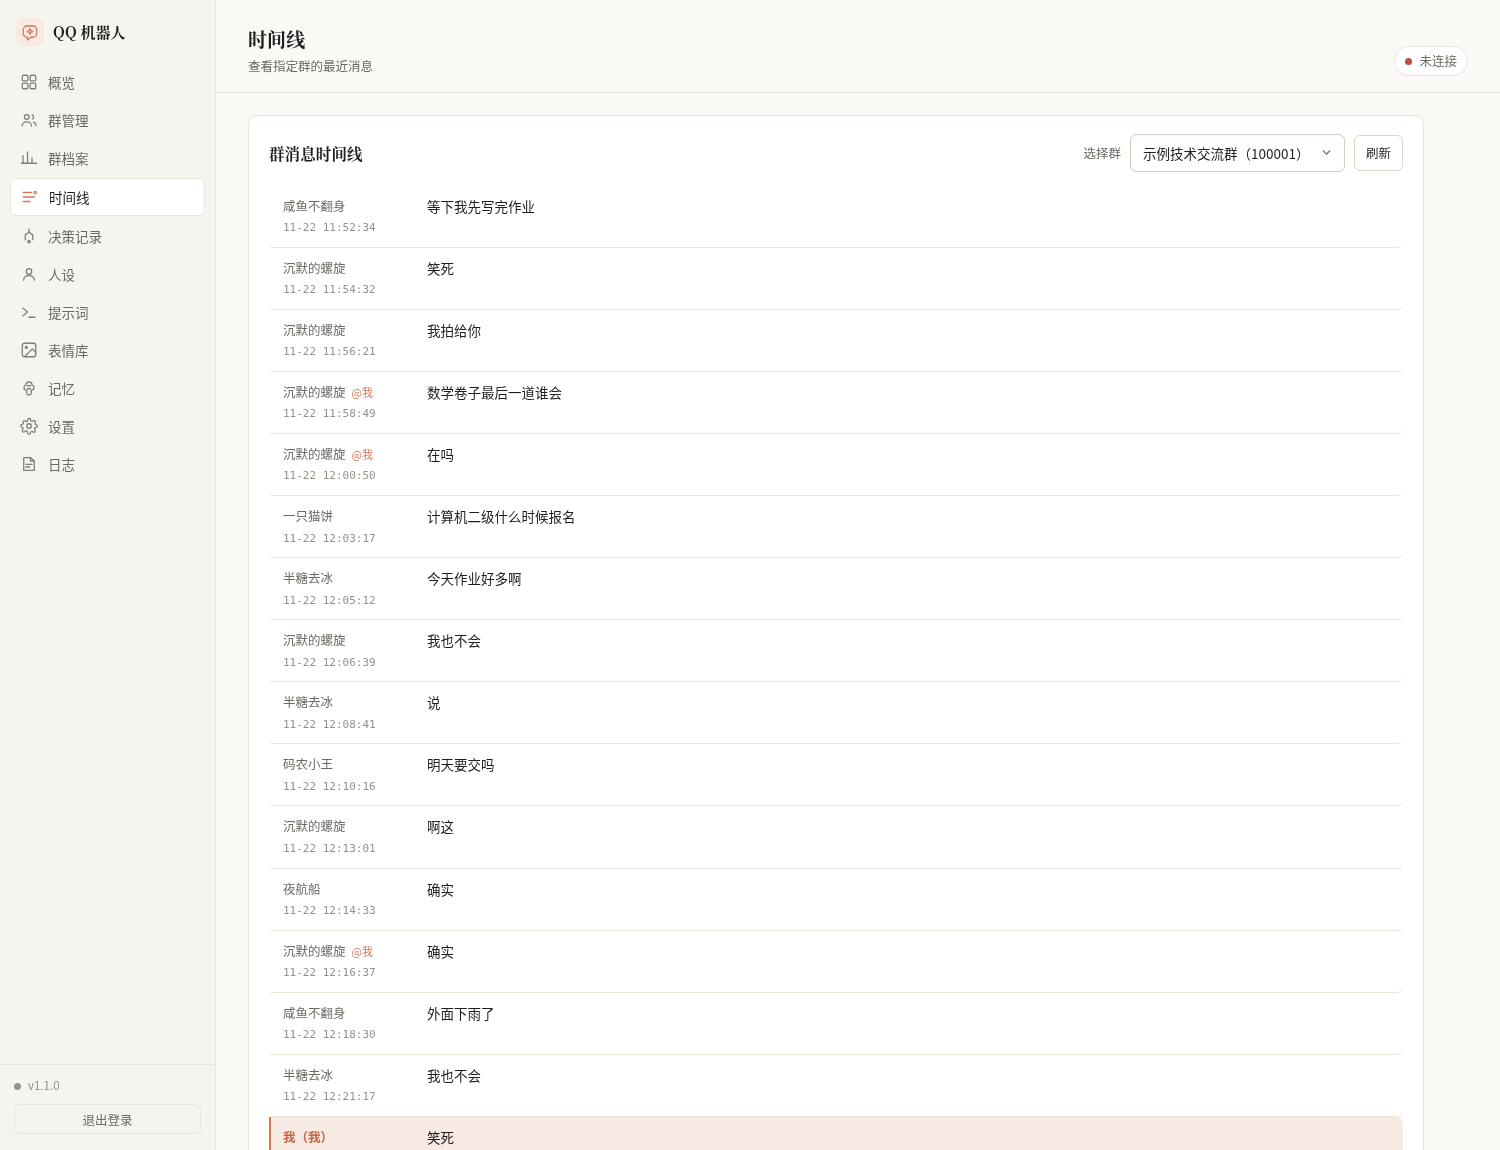 QQ 机器人
概览
群管理
群档案
时间线
决策记录
人设
提示词
表情库
记忆
设置
日志
v1.1.0
退出登录
时间线
查看指定群的最近消息
未连接
群消息时间线
选择群
示例技术交流群（100001）
刷新
咸鱼不翻身
11-22 11:52:34
等下我先写完作业
沉默的螺旋
11-22 11:54:32
笑死
沉默的螺旋
11-22 11:56:21
我拍给你
沉默的螺旋 @我
11-22 11:58:49
数学卷子最后一道谁会
沉默的螺旋 @我
11-22 12:00:50
在吗
一只猫饼
11-22 12:03:17
计算机二级什么时候报名
半糖去冰
11-22 12:05:12
今天作业好多啊
沉默的螺旋
11-22 12:06:39
我也不会
半糖去冰
11-22 12:08:41
说
码农小王
11-22 12:10:16
明天要交吗
沉默的螺旋
11-22 12:13:01
啊这
夜航船
11-22 12:14:33
确实
沉默的螺旋 @我
11-22 12:16:37
确实
咸鱼不翻身
11-22 12:18:30
外面下雨了
半糖去冰
11-22 12:21:17
我也不会
我（我）
笑死